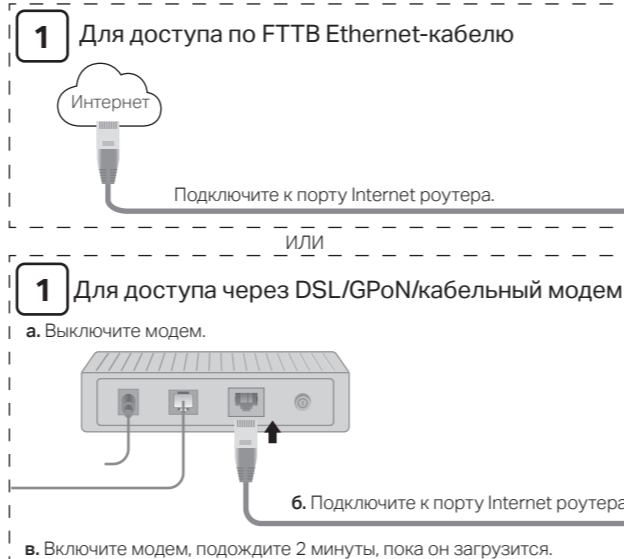 1 Для доступа по FTTB Ethernet-кабелю
Интернет
Подключите к порту Internet роутера.
ИЛИ
1 Для доступа через DSL/GPoN/кабельный модем
а. Выключите модем.
б. Подключите к порту Internet роутера
в. Включите модем, подождите 2 минуты, пока он загрузится.